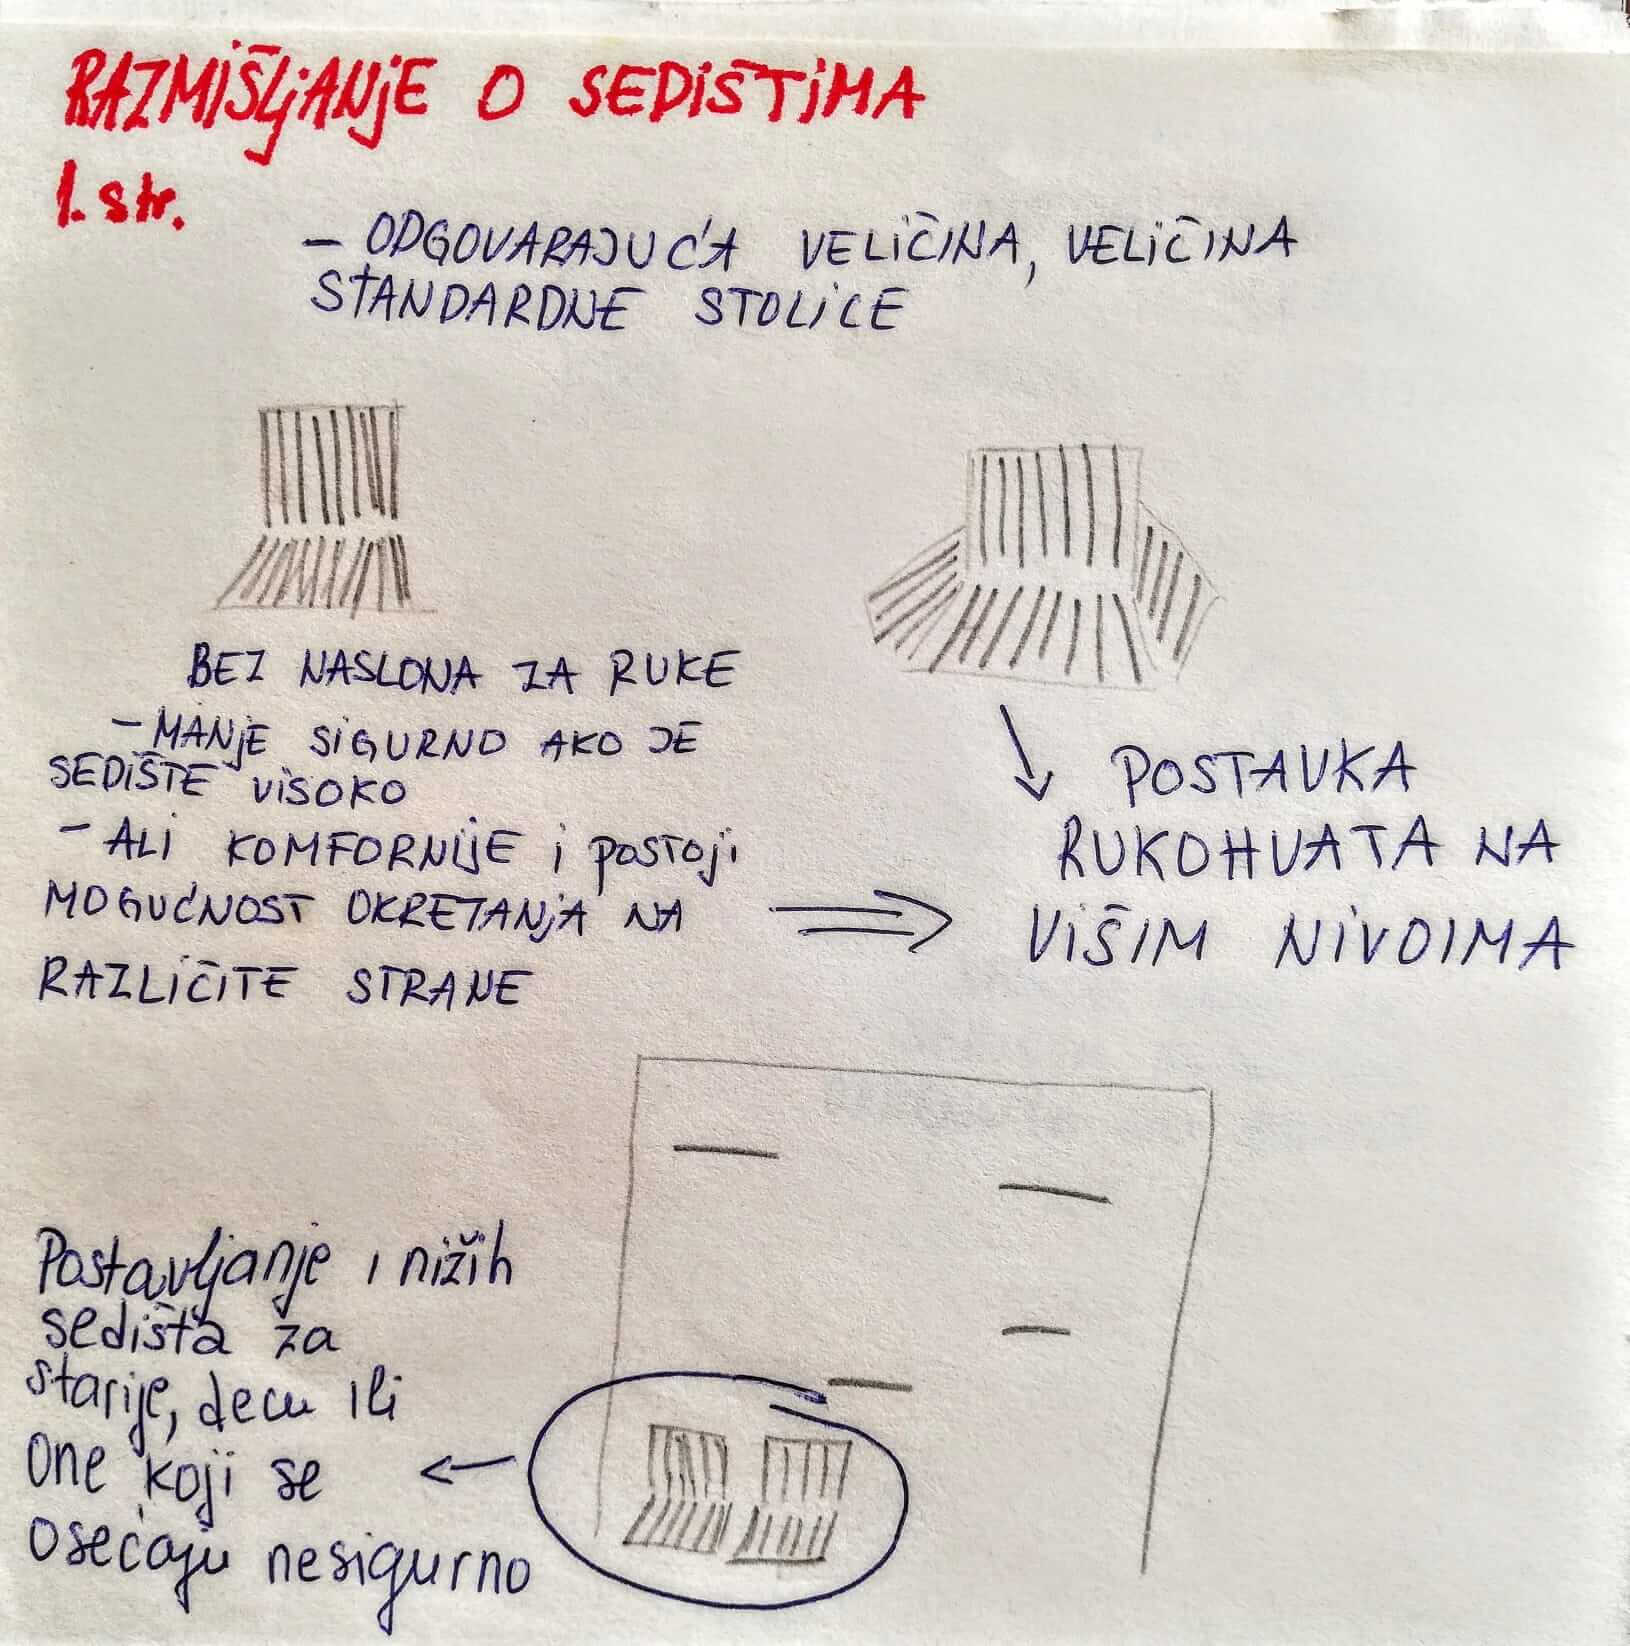 RAZMIŠLjANjE O SEDIŠTIMA
1. str.
– ODGOVARAJUĆA VELIČINA, VELIČINA
STANDARDNE STOLICE
BEZ NASLONA ZA RUKE
– MANjE SIGURNO AKO JE
SEDIŠTE VISOKO
– ALI KOMFORNIJE I POSTOJI
MOGUĆNOST OKRETANjA NA
RAZLIČITE STRANE
POSTAVKA
RUKOHVATA NA
VIŠIM NIVOIMA
Postavljanje i nižih
sedišta za
starije, decu ili
One koji se
osećaju nesigurno